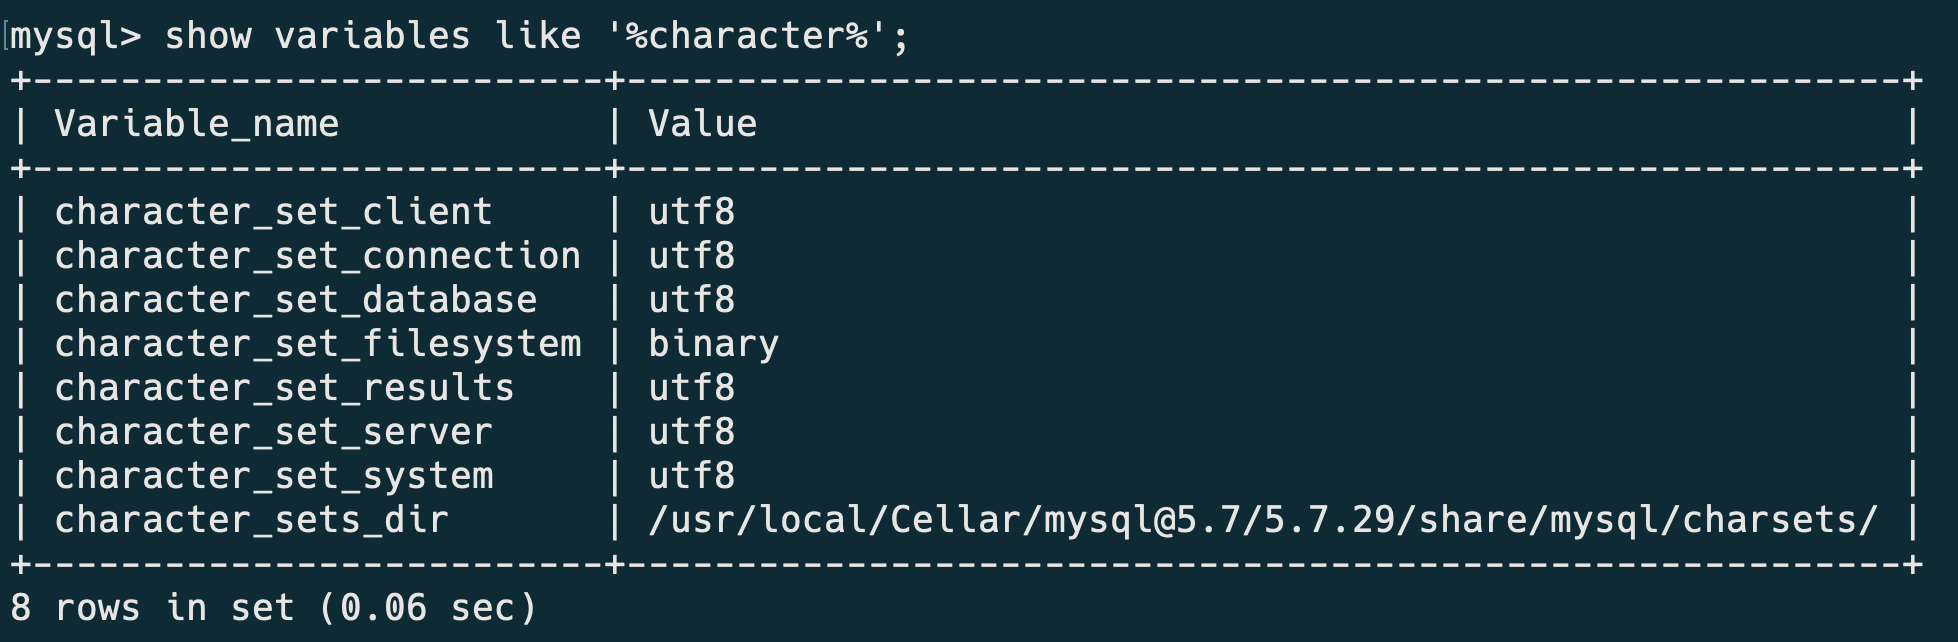 mysql> show variables like '%character%';
+--------------------------+----------------------------------------------------------+
| Variable_name            | Value                                                    |
+--------------------------+----------------------------------------------------------+
| character_set_client     | utf8                                                     |
| character_set_connection | utf8                                                     |
| character_set_database   | utf8                                                     |
| character_set_filesystem | binary                                                   |
| character_set_results    | utf8                                                     |
| character_set_server     | utf8                                                     |
| character_set_system     | utf8                                                     |
| character_sets_dir       | /usr/local/Cellar/mysql@5.7/5.7.29/share/mysql/charsets/ |
+--------------------------+----------------------------------------------------------+
8 rows in set (0.06 sec)